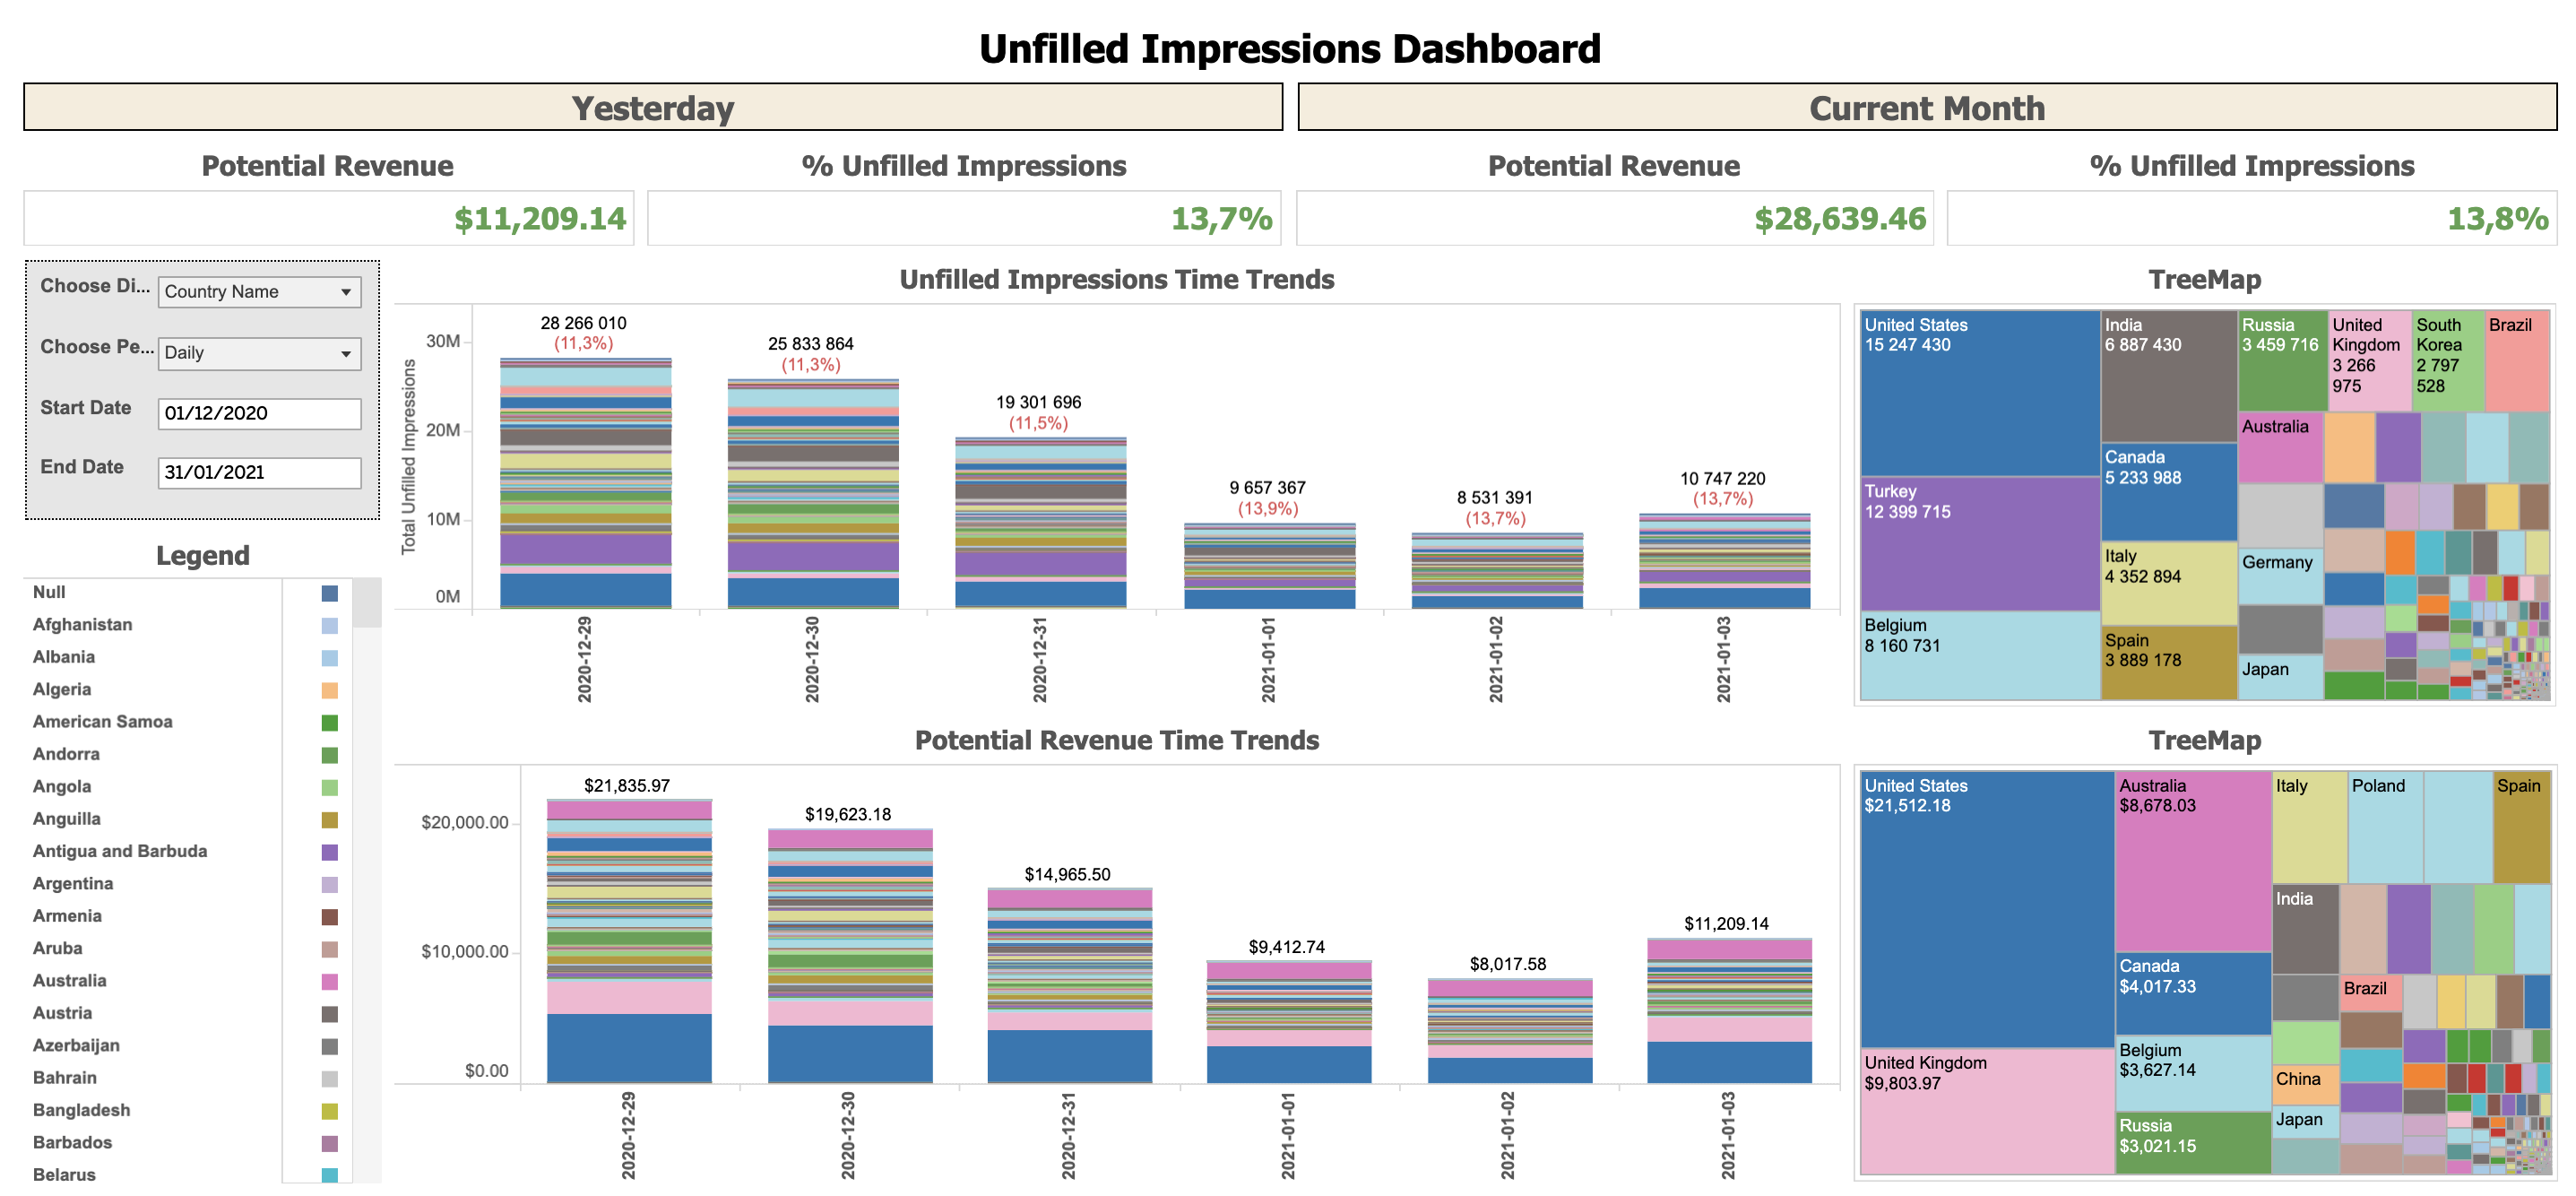 Unfilled Impressions Dashboard
Yesterday
Current Month
Potential Revenue
% Unfilled Impressions
Potential Revenue
% Unfilled Impressions
$11,209.14
13,7%
$28,639.46
13,8%
Choose Di...
Country Name
Choose Pe...
Daily
Start Date
01/12/2020
End Date
31/01/2021
Legend
Null
Afghanistan
Albania
Algeria
American Samoa
Andorra
Angola
Anguilla
Antigua and Barbuda
Argentina
Armenia
Aruba
Australia
Austria
Azerbaijan
Bahrain
Bangladesh
Barbados
Belarus
Unfilled Impressions Time Trends
Total Unfilled Impressions
30M
20M
10M
0M
28 266 010
(11,3%)
25 833 864
(11,3%)
19 301 696
(11,5%)
9 657 367
(13,9%)
8 531 391
(13,7%)
10 747 220
(13,7%)
2020-12-29
2020-12-30
2020-12-31
2021-01-01
2021-01-02
2021-01-03
TreeMap
United States
15 247 430
Turkey
12 399 715
Belgium
8 160 731
India
6 887 430
Canada
5 233 988
Italy
4 352 894
Spain
3 889 178
Russia
3 459 716
United
Kingdom
3 266
975
South
Korea
2 797
528
Brazil
Australia
Germany
Japan
Potential Revenue Time Trends
$20,000.00
$10,000.00
$0.00
$21,835.97
$19,623.18
$14,965.50
$9,412.74
$8,017.58
$11,209.14
2020-12-29
2020-12-30
2020-12-31
2021-01-01
2021-01-02
2021-01-03
TreeMap
United States
$21,512.18
United Kingdom
$9,803.97
Australia
$8,678.03
Canada
$4,017.33
Belgium
$3,627.14
Russia
$3,021.15
Italy
Poland
Spain
India
Brazil
China
Japan